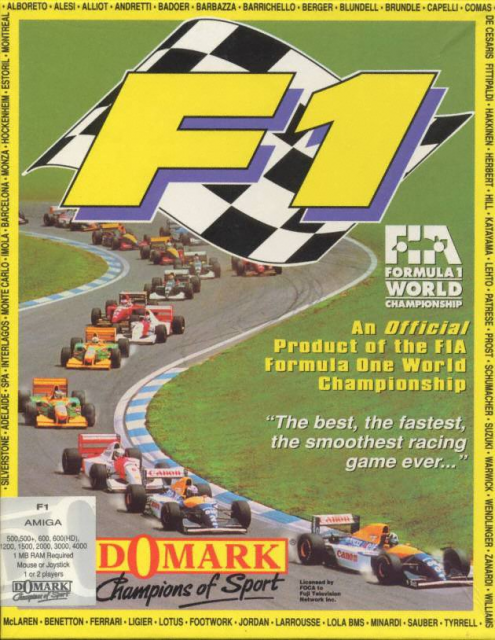 • ALBORETO • ALESI • ALLIOT • ANDRETTI • BADOER • BARBAZZA • BARRICHELLO • BERGER • BLUNDELL • BRUNDLE • CAPELLI • COMAS •
DE CESARIS FITTIPALDI • HAKKINEN • HERBERT • HILL • KATAYAMA • LEHTO • PATRESE • PROST • SCHUMACHER • SUZUKI • WARWICK • WENDLINGER • ZANARDI • WILLIAMS
SILVERSTONE • ADELAIDE • SPA • INTERLAGOS • MONTE CARLO • IMOLA • BARCELONA • MONZA • HOCKENHEIM • ESTORIL • MONTREAL
F1
FIA
FORMULA 1
WORLD
CHAMPIONSHIP
An Official
Product of the FIA
Formula One World
Championship
"The best, the fastest,
the smoothest racing
game ever..."
Canon
Canon
F1
AMIGA
500,500+, 600, 600(HD),
1200, 1500, 2000, 3000, 4000
1 MB RAM Required
Mouse or Joystick
1 or 2 players
DOMARK
Champions of Sport
DOMARK
Champions of Sport
Licensed by
FOCA to
Fuji Television
Network Inc.
McLAREN • BENETTON • FERRARI • LIGIER • LOTUS • FOOTWORK • JORDAN • LARROUSSE • LOLA BMS • MINARDI • SAUBER • TYRRELL •